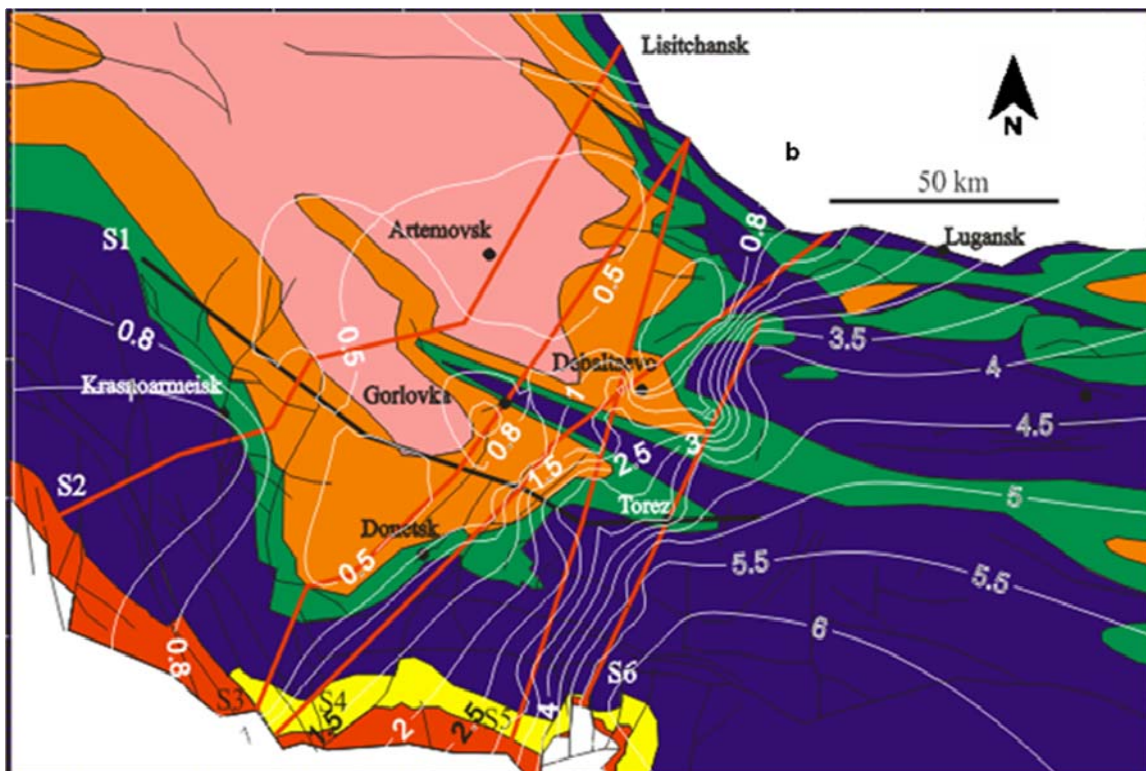 Lisitchansk
N
b
50 km
S1
Artemovsk
0.8
Lugansk
0.5
0.8
0.5
3.5
Debaltsevo
4
Krasnoarmeisk
Gorlovka
1
0.8
4.5
1.5
2.5
3
S2
Torez
5
Donetsk
0.5
5.5
5.5
6
0.8
S6
S3
S4
S5
1
1.5
2
2.5
4